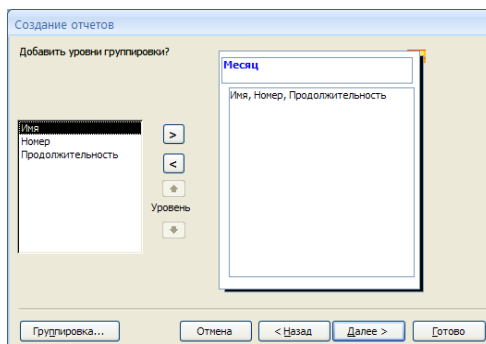 Создание отчетов
Добавить уровни группировки?
Месяц
Имя, Номер, Продолжительность
Имя
Номер
Продолжительность
>
<
Уровень
Группировка...
Отмена
< Назад
Далее >
Готово